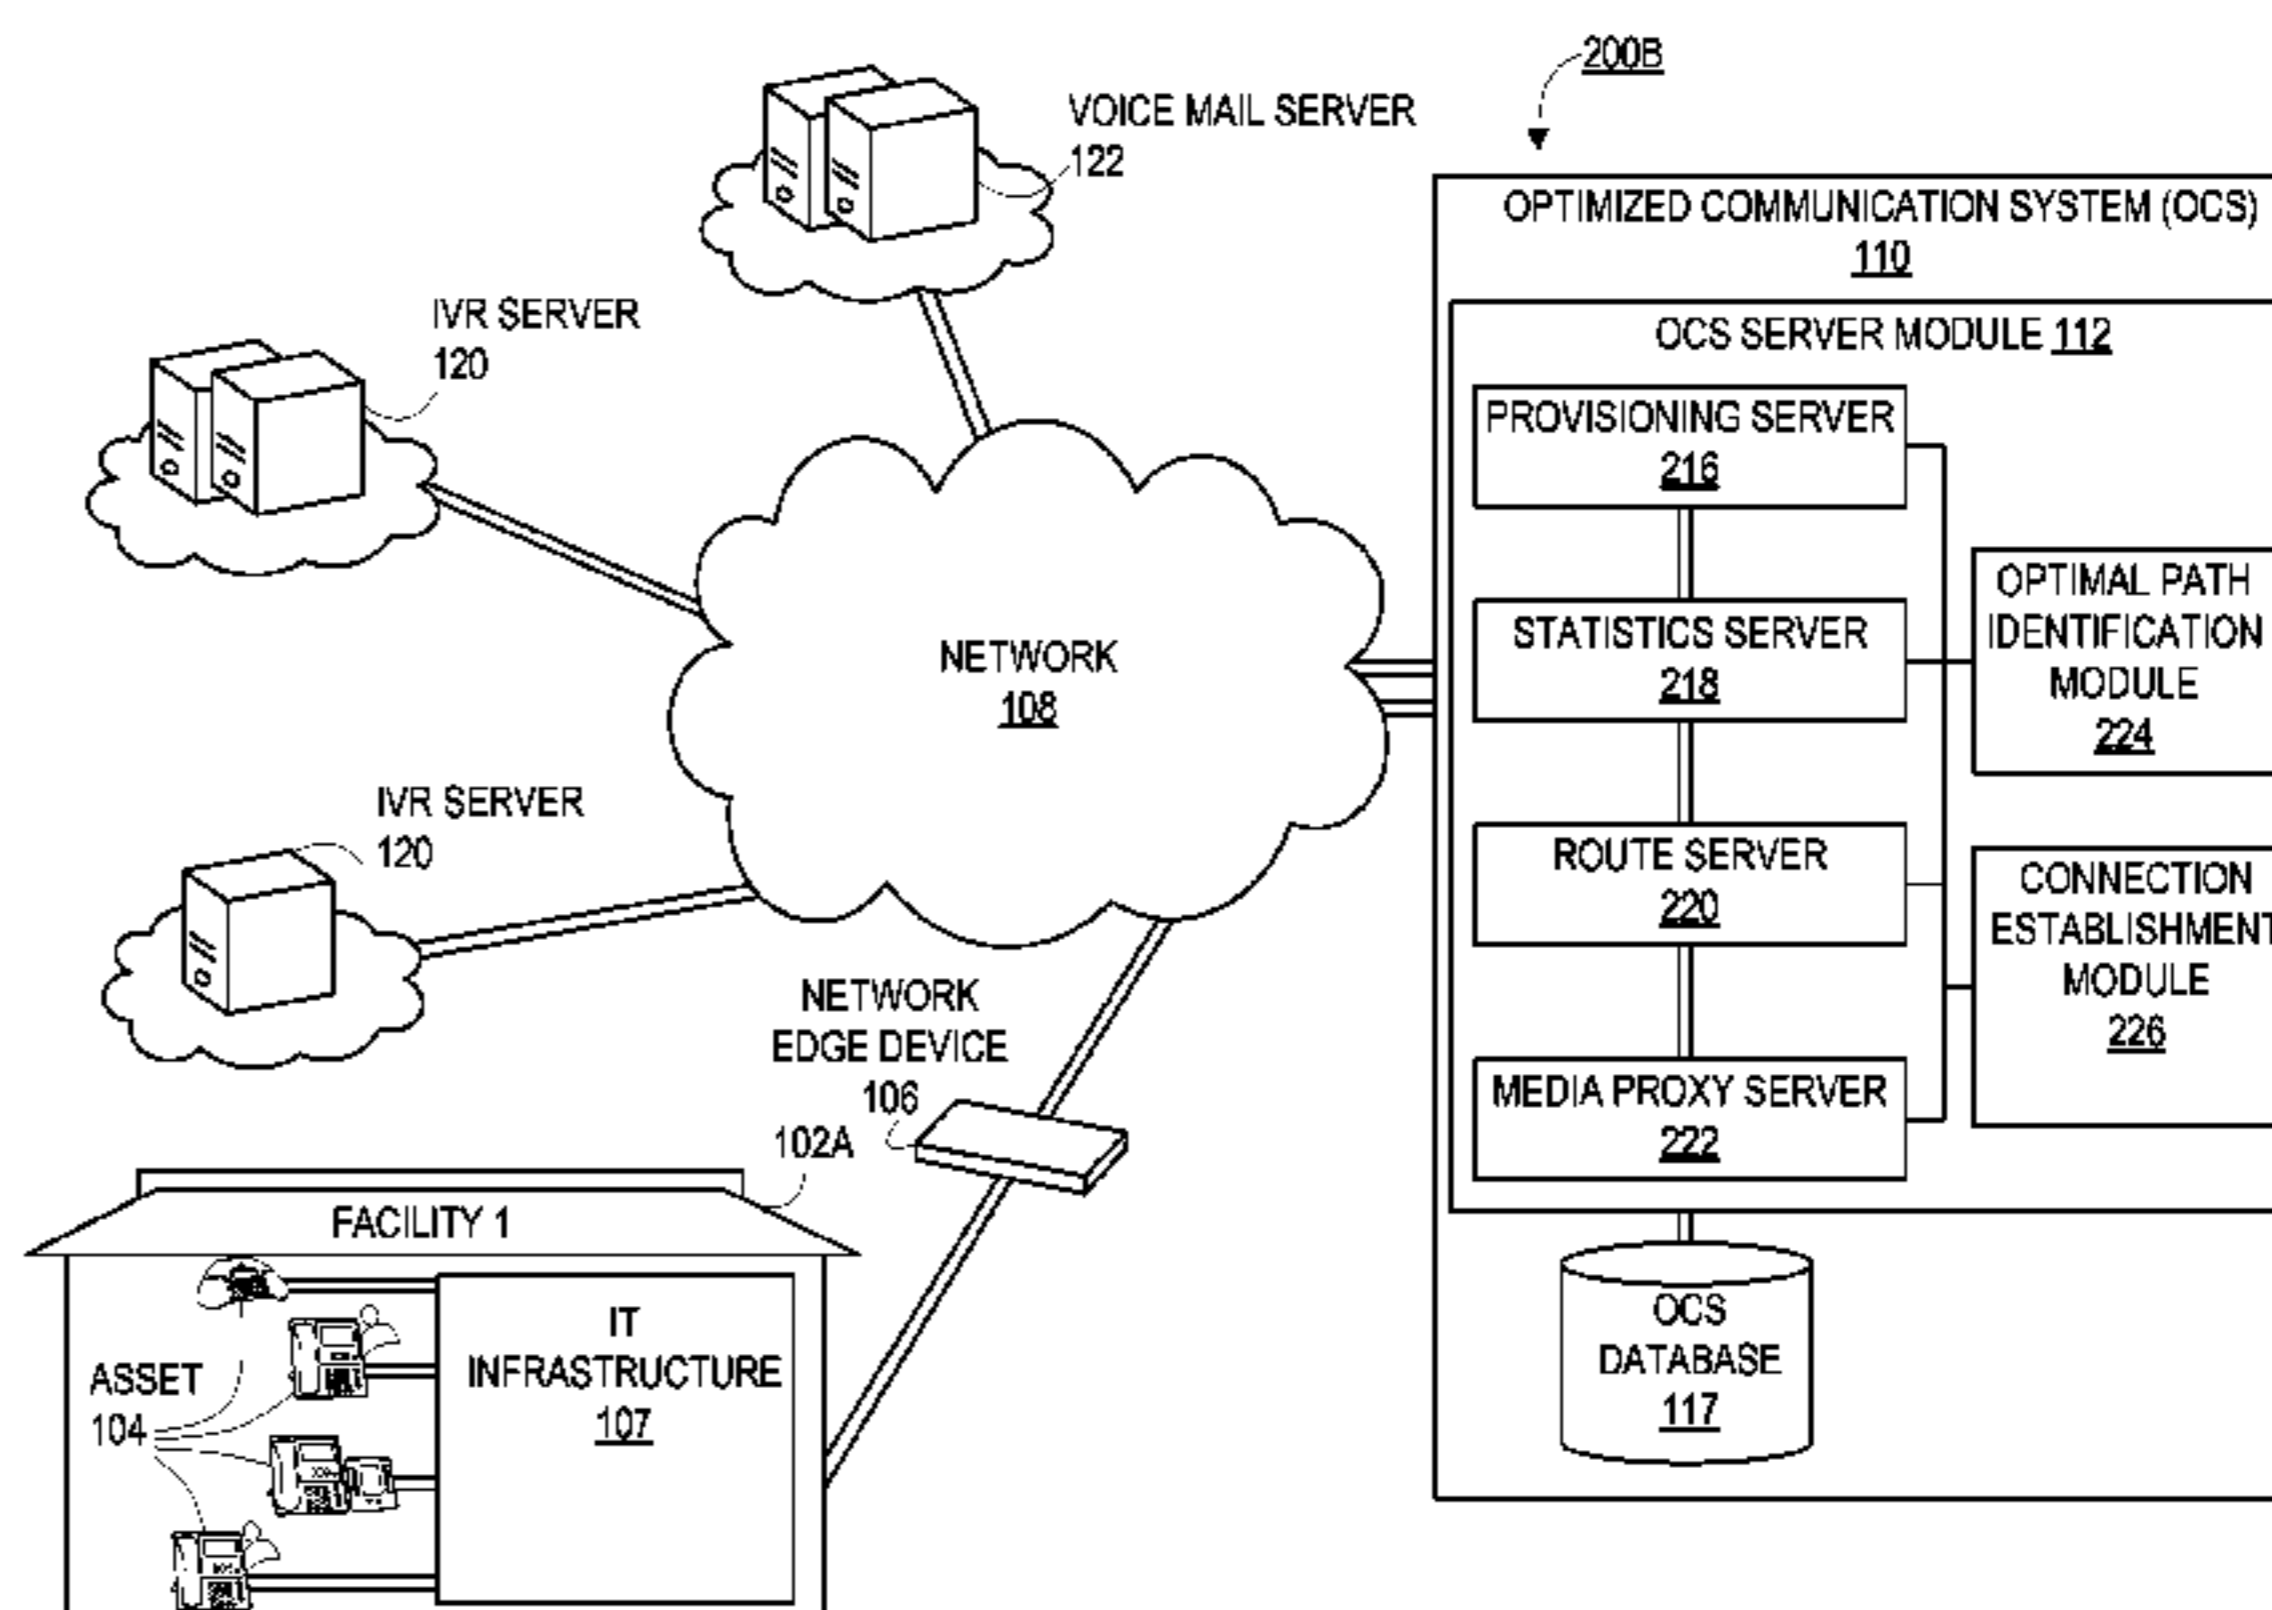 200B
VOICE MAIL SERVER
122
OPTIMIZED COMMUNICATION SYSTEM (OCS)
110
IVR SERVER
120
OCS SERVER MODULE 112
PROVISIONING SERVER
216
OPTIMAL PATH
IDENTIFICATION
MODULE
224
STATISTICS SERVER
218
NETWORK
108
IVR SERVER
120
ROUTE SERVER
220
CONNECTION
ESTABLISHMENT
MODULE
226
NETWORK
EDGE DEVICE
106
MEDIA PROXY SERVER
222
102A
FACILITY 1
IT
INFRASTRUCTURE
107
ASSET
104
OCS
DATABASE
117